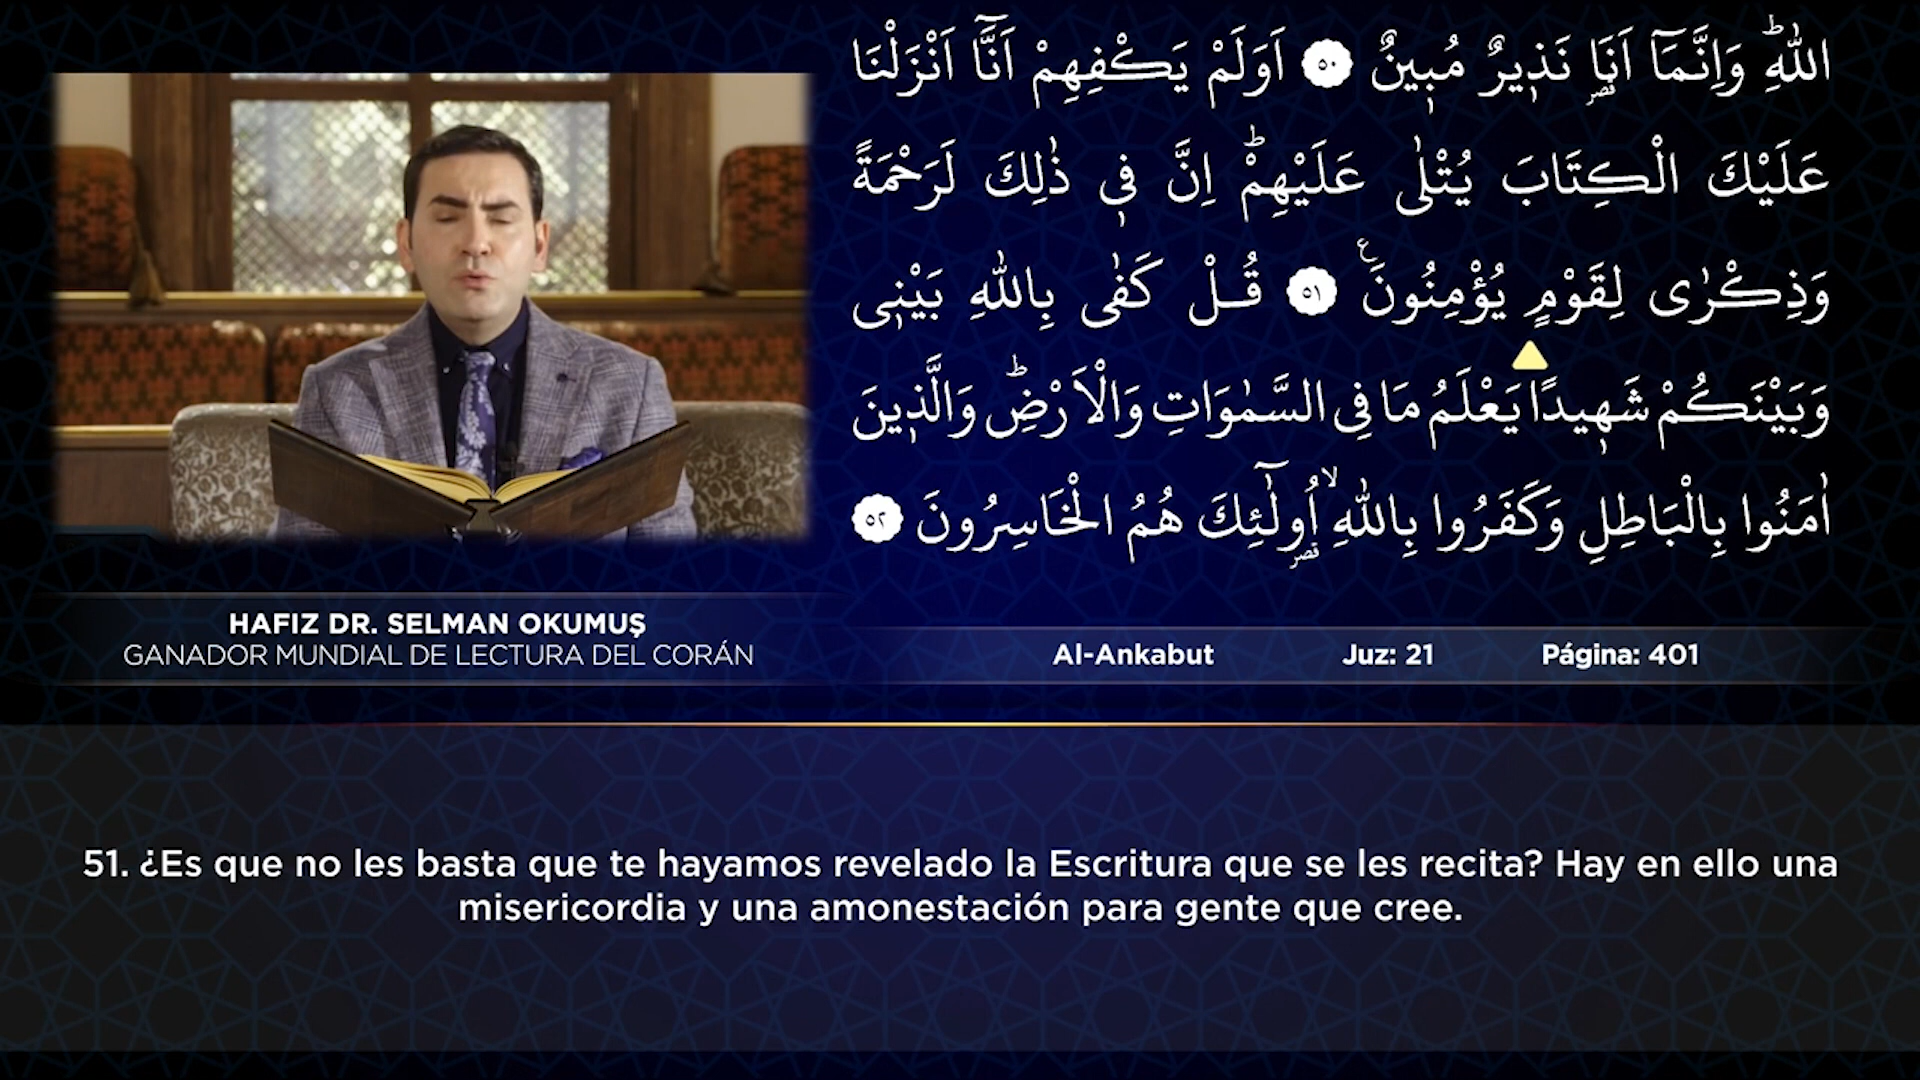 اللّٰهِۜ وَاِنَّمَٓا اَنَا۬ نَذ۪يرٌ مُب۪ينٌ ٥٠ اَوَلَمْ يَكْفِهِمْ اَنَّٓا اَنْزَلْنَا
عَلَيْكَ الْكِتَابَ يُتْلٰى عَلَيْهِمْۜ اِنَّ ف۪ي ذٰلِكَ لَرَحْمَةً
وَذِكْرٰى لِقَوْمٍ يُؤْمِنُونَ۟ ٥١ قُلْ كَفٰى بِاللّٰهِ بَيْن۪ي
وَبَيْنَكُمْ شَه۪يدًا يَعْلَمُ مَا فِي السَّمٰوَاتِ وَالْاَرْضِۜ وَالَّذ۪ينَ
اٰمَنُوا بِالْبَاطِلِ وَكَفَرُوا بِاللّٰهِۙ اُو۬لٰٓئِكَ هُمُ الْخَاسِرُونَ ٥٢
HAFIZ DR. SELMAN OKUMUŞ
GANADOR MUNDIAL DE LECTURA DEL CORÁN
Al-Ankabut Juz: 21 Página: 401
51. ¿Es que no les basta que te hayamos revelado la Escritura que se les recita? Hay en ello una
misericordia y una amonestación para gente que cree.